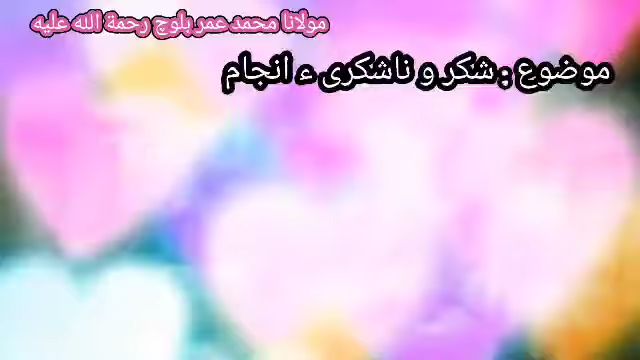 مولانا محمد عمر بلوچ رحمة الله علیه
موضوع : شکر و ناشکری ء انجام